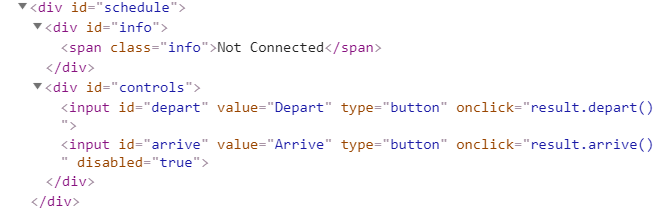 <div id="schedule">
<div id="info">
<span class="info">Not Connected</span>
</div>
<div id="controls">
<input id="depart" value="Depart" type="button" onclick="result.depart()
">
<input id="arrive" value="Arrive" type="button" onclick="result.arrive()
" disabled="true">
</div>
</div>